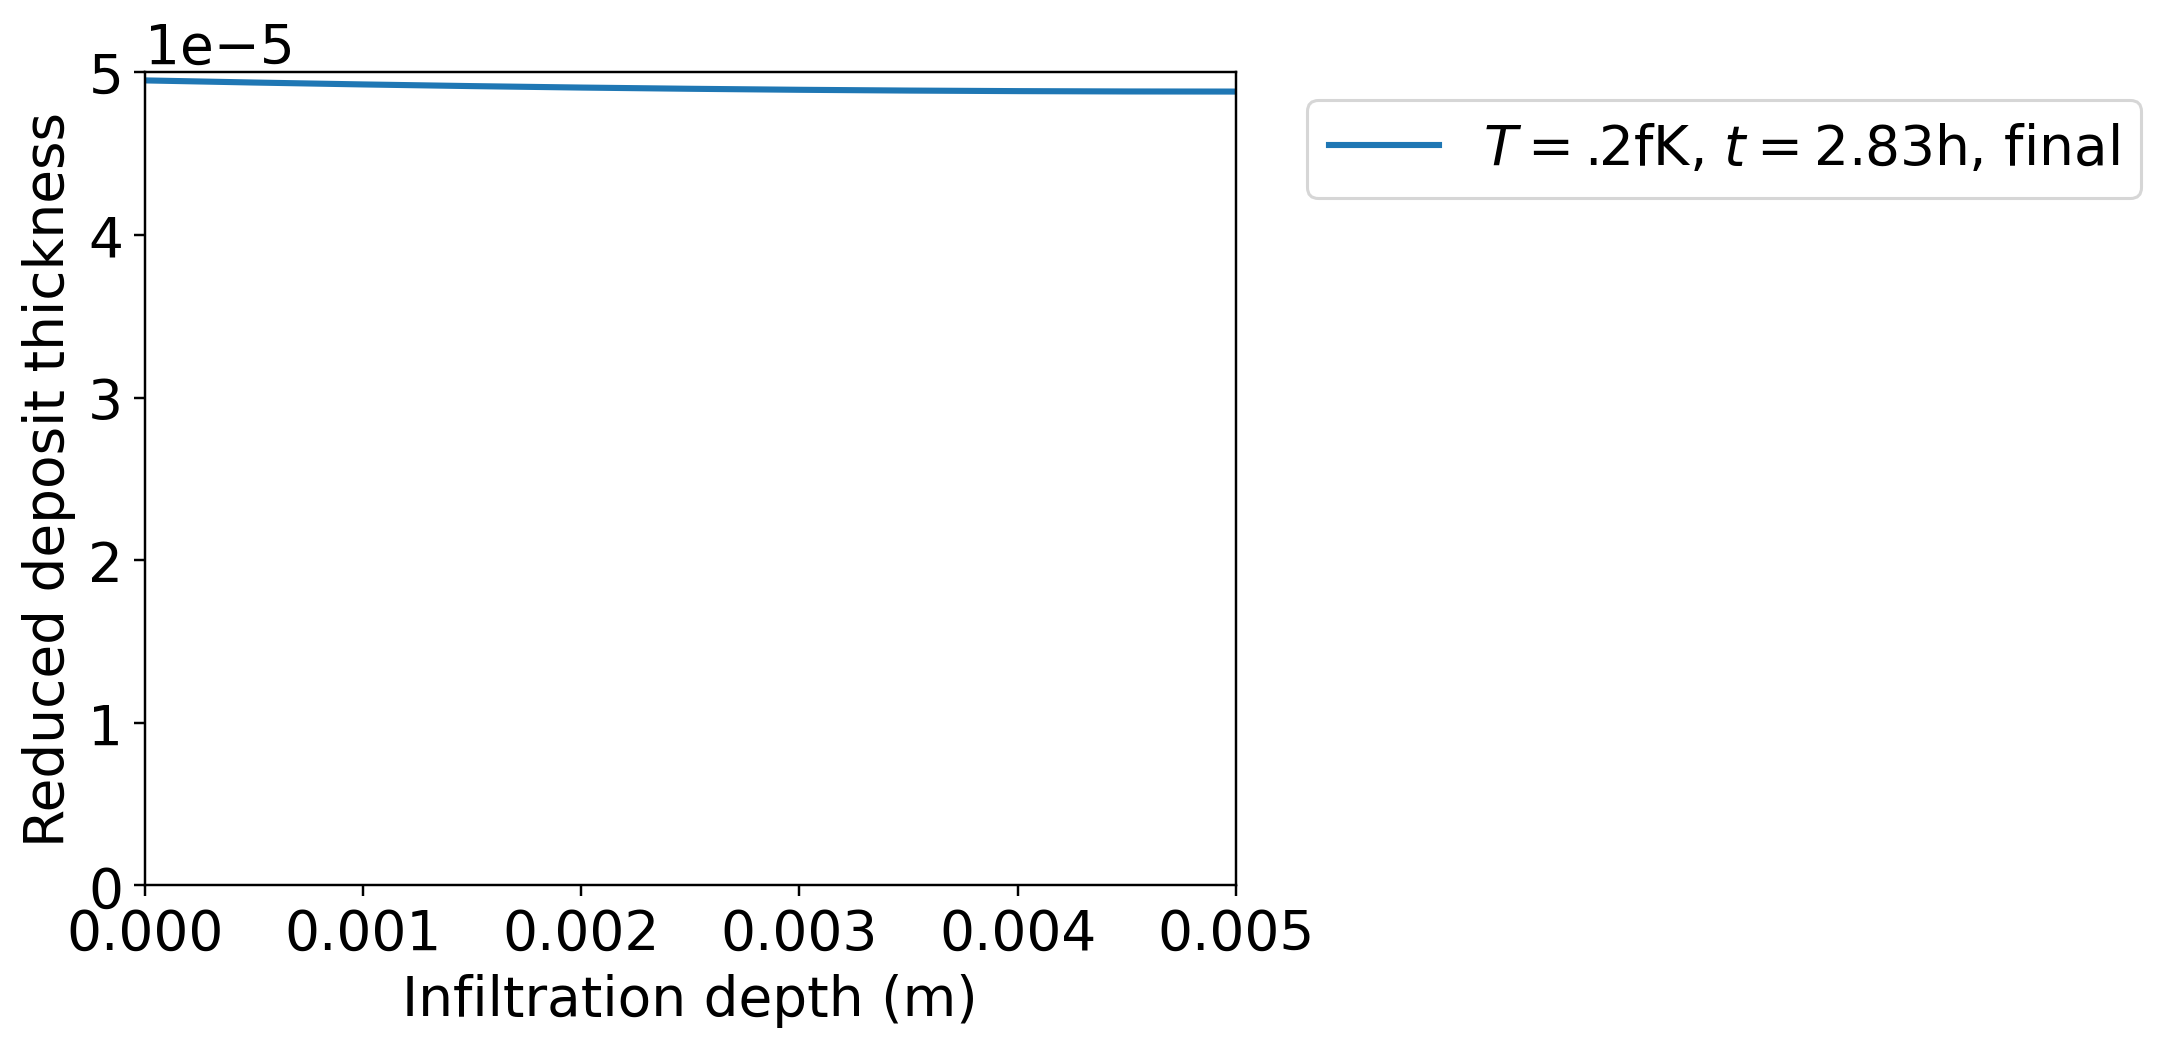 1e−5
5
4
3
2
1
0
Reduced deposit thickness
0.000 0.001 0.002 0.003 0.004 0.005
Infiltration depth (m)
T = .2fK, t = 2.83h, final